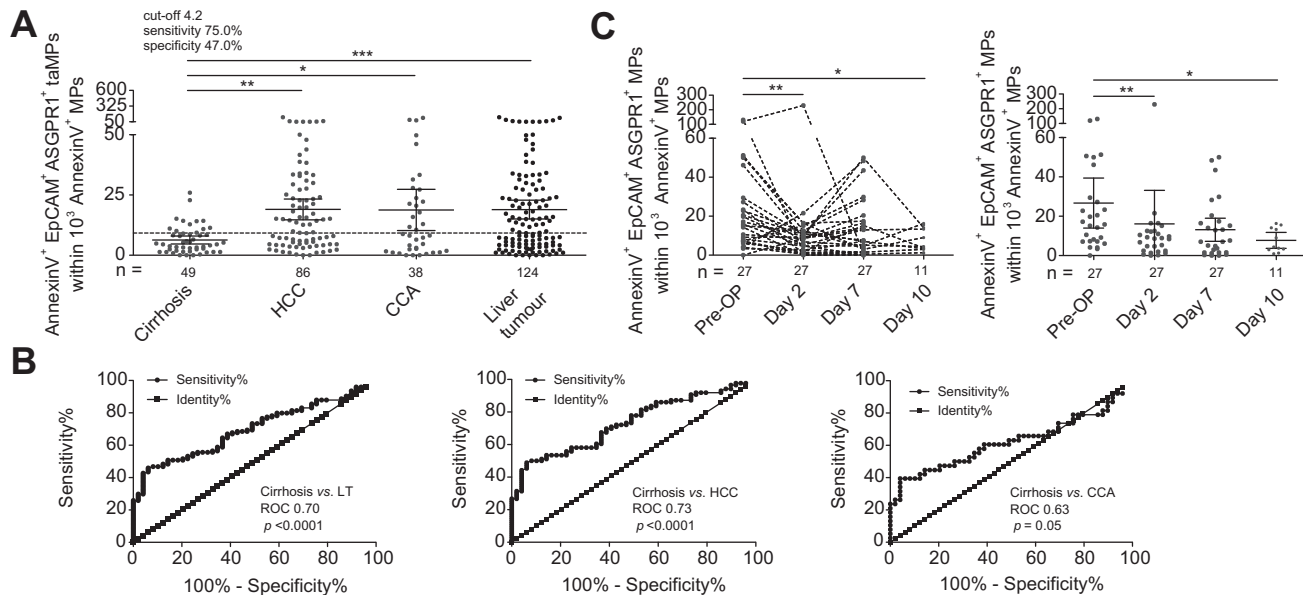 A
cut-off 4.2
sensitivity 75.0%
specificity 47.0%
AnnexinV+ EpCAM+ ASGPR1+ taMPs
within 10³ AnnexinV+ MPs
***
*
**
600
325
50
50
25
0
n =
49
86
38
124
Cirrhosis
HCC
CCA
Liver
tumour
C
AnnexinV+ EpCAM+ ASGPR1+ MPs
within 10³ AnnexinV+ MPs
*
**
300
200
100
60
40
20
0
n =
27
27
27
11
Pre-OP
Day 2
Day 7
Day 10
AnnexinV+ EpCAM+ ASGPR1+ MPs
within 10³ AnnexinV+ MPs
*
**
300
200
100
60
40
20
0
n =
27
27
27
11
Pre-OP
Day 2
Day 7
Day 10
B
Sensitivity%
100
80
60
40
20
0
Sensitivity%
Identity%
Cirrhosis vs. LT
ROC 0.70
p <0.0001
0 20 40 60 80 100
100% - Specificity%
Sensitivity%
100
80
60
40
20
0
Sensitivity%
Identity%
Cirrhosis vs. HCC
ROC 0.73
p <0.0001
0 20 40 60 80 100
100% - Specificity%
Sensitivity%
100
80
60
40
20
0
Sensitivity%
Identity%
Cirrhosis vs. CCA
ROC 0.63
p = 0.05
0 20 40 60 80 100
100% - Specificity%